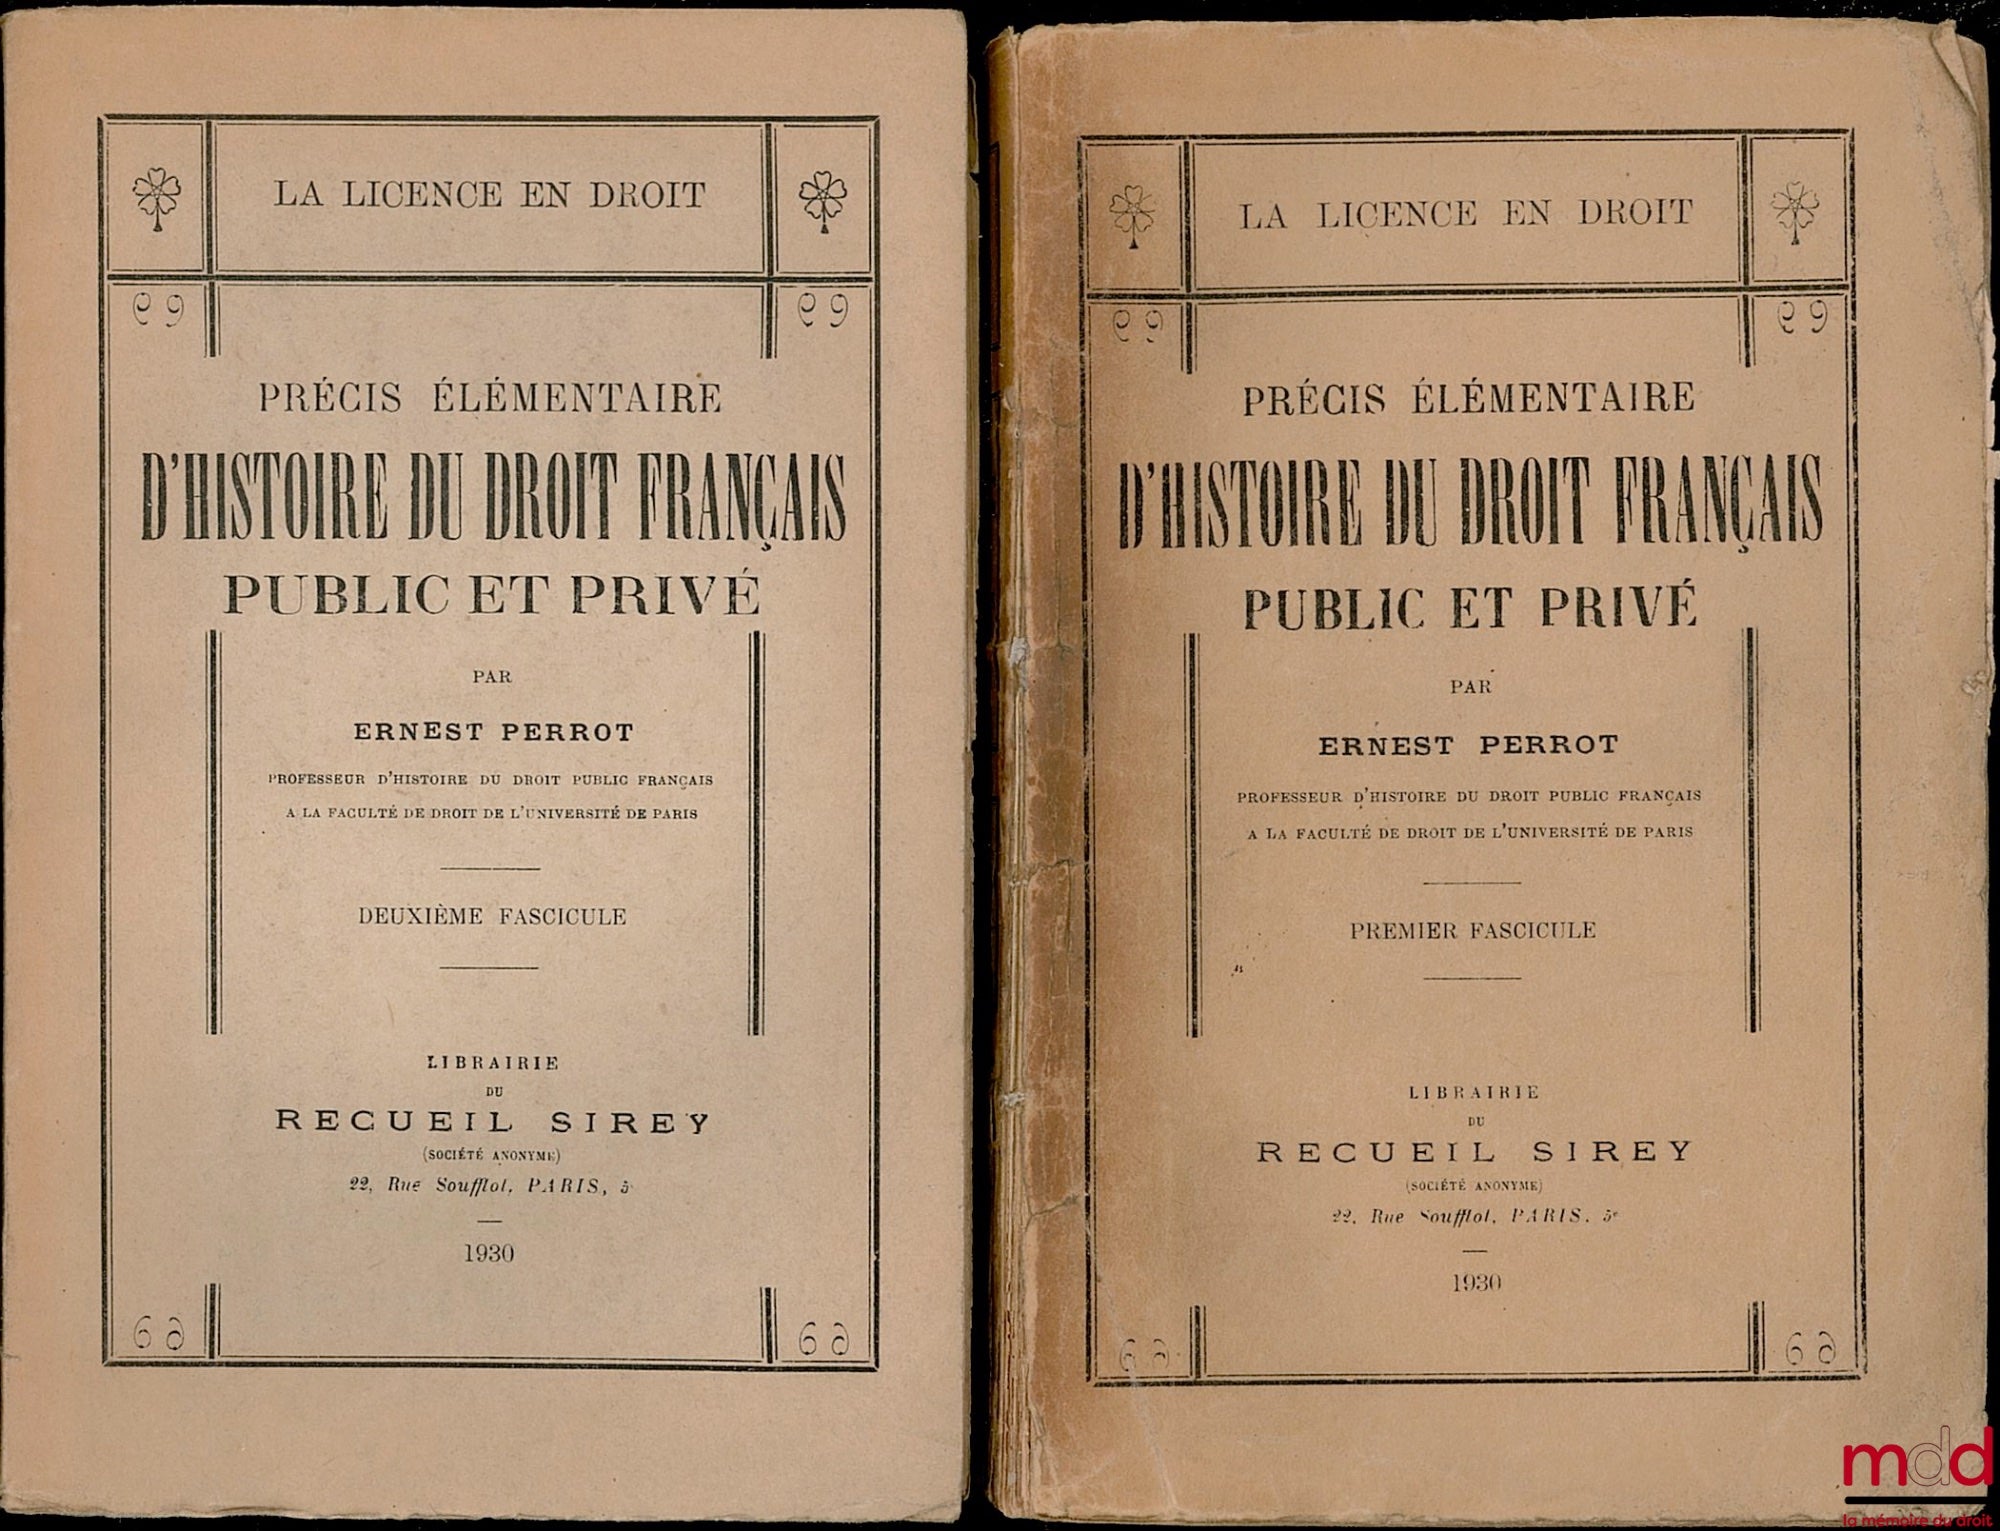 LA LICENCE EN DROIT
PRÉCIS ÉLÉMENTAIRE
D'HISTOIRE DU DROIT FRANÇAIS
PUBLIC ET PRIVÉ
PAR
ERNEST PERROT
PROFESSEUR D'HISTOIRE DU DROIT PUBLIC FRANÇAIS
A LA FACULTÉ DE DROIT DE L'UNIVERSITÉ DE PARIS
DEUXIÈME FASCICULE
LIBRAIRIE
DU
RECUEIL SIREY
(SOCIÉTÉ ANONYME)
22, Rue Soufflot, PARIS, 5e
1930
LA LICENCE EN DROIT
PRÉCIS ÉLÉMENTAIRE
D'HISTOIRE DU DROIT FRANÇAIS
PUBLIC ET PRIVÉ
PAR
ERNEST PERROT
PROFESSEUR D'HISTOIRE DU DROIT PUBLIC FRANÇAIS
A LA FACULTÉ DE DROIT DE L'UNIVERSITÉ DE PARIS
PREMIER FASCICULE
LIBRAIRIE
DU
RECUEIL SIREY
(SOCIÉTÉ ANONYME)
22, Rue Soufflot, PARIS, 5e
1930
mdd
la mémoire du droit